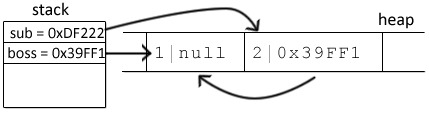 stack
heap
sub = 0xDF222
boss = 0x39FF1
1|null 2|0x39FF1